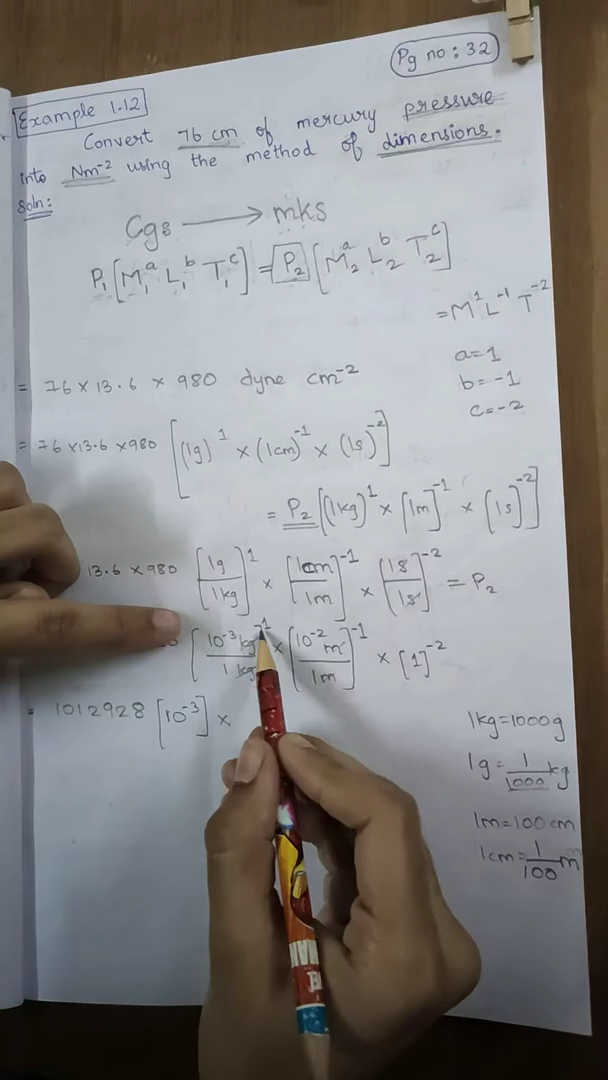 Pg no : 32
Example 1.12
Convert 76 cm of mercury pressure
into Nm⁻² using the method of dimensions.
Soln:
Cgs → mks
P₁[M₁ᵃ L₁ᵇ T₁ᶜ] = P₂ [M₂ᵃ L₂ᵇ T₂ᶜ]
= M¹ L⁻¹ T⁻²
a=1
b=-1
c=-2
= 76 × 13.6 × 980 dyne cm⁻²
= 76 × 13.6 × 980 [(1g)¹ × (1cm)⁻¹ × (1s)⁻²]
= P₂ [(1kg)¹ × [1m]⁻¹ × [1s]⁻²]
13.6 × 980 [1g/1kg]¹ × [1cm/1m]⁻¹ × [1s/1s]⁻² = P₂
[10⁻³ kg/1 kg]¹ × [10⁻² m/1m]⁻¹ × [1]⁻²
= 1012928 [10⁻³] ×
1kg=1000g
1g = 1/1000 kg
1m=100 cm
1cm = 1/100 m